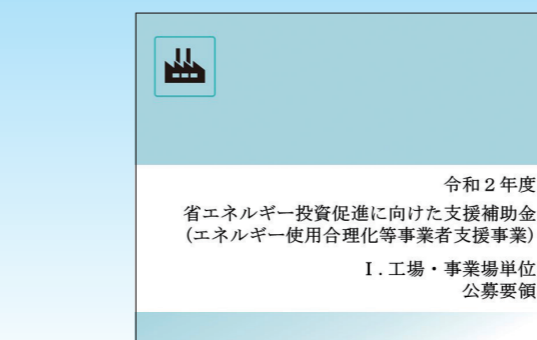 令和２年度
省エネルギー投資促進に向けた支援補助金
(エネルギー使用合理化等事業者支援事業)
Ⅰ.工場・事業場単位
公募要領